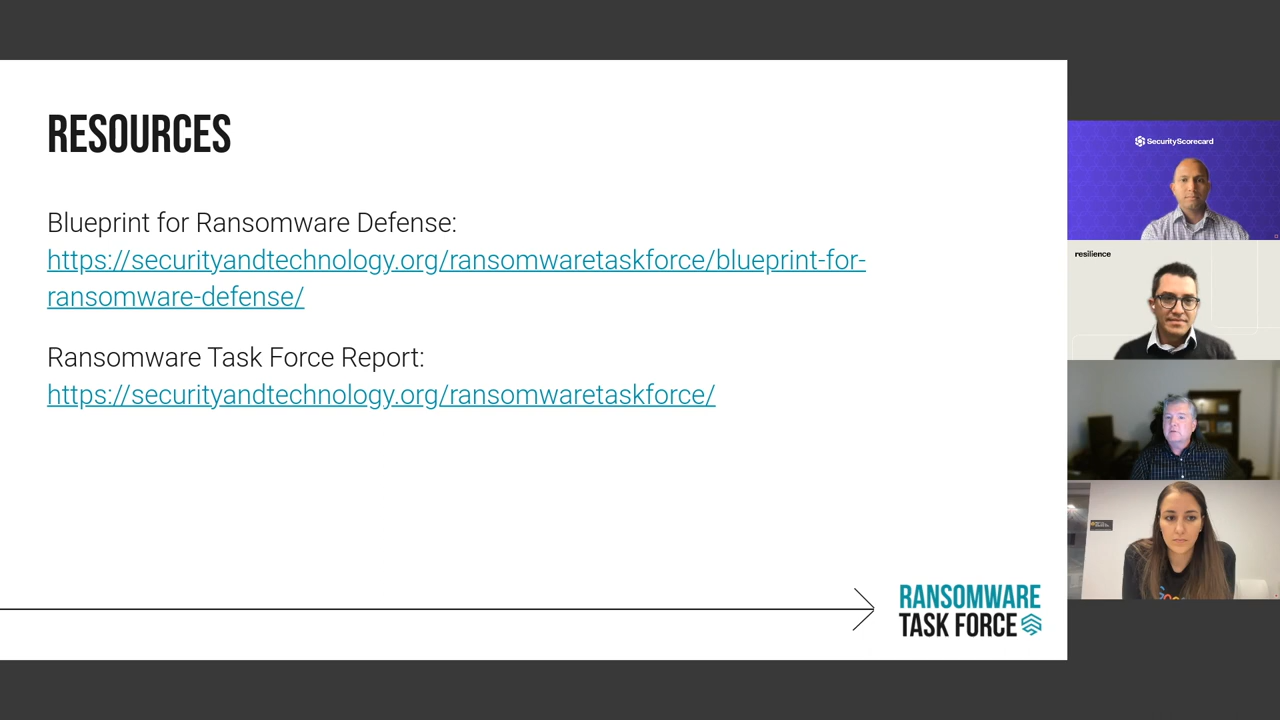 RESOURCES
Blueprint for Ransomware Defense:
https://securityandtechnology.org/ransomwaretaskforce/blueprint-for-
ransomware-defense/
Ransomware Task Force Report:
https://securityandtechnology.org/ransomwaretaskforce/
RANSOMWARE
TASK FORCE
SecurityScorecard
resilience